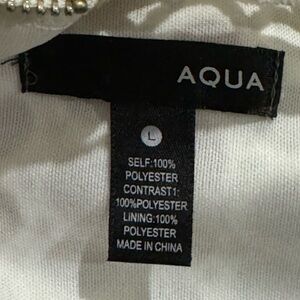 AQUA
L
SELF:100%
POLYESTER
CONTRAST1:
100%POLYESTER
LINING:100%
POLYESTER
MADE IN CHINA